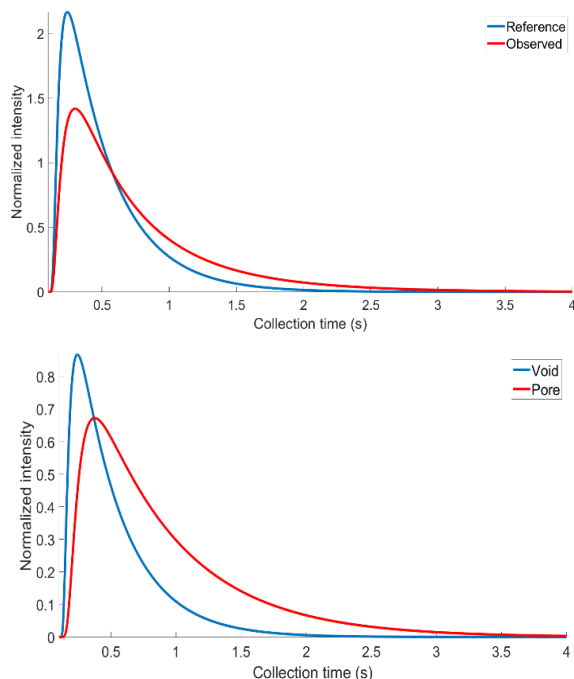 Reference
Observed
Normalized intensity
2
1.5
1
0.5
0
0.5 1 1.5 2 2.5 3 3.5 4
Collection time (s)
Void
Pore
Normalized intensity
0.8
0.7
0.6
0.5
0.4
0.3
0.2
0.1
0
0.5 1 1.5 2 2.5 3 3.5 4
Collection time (s)